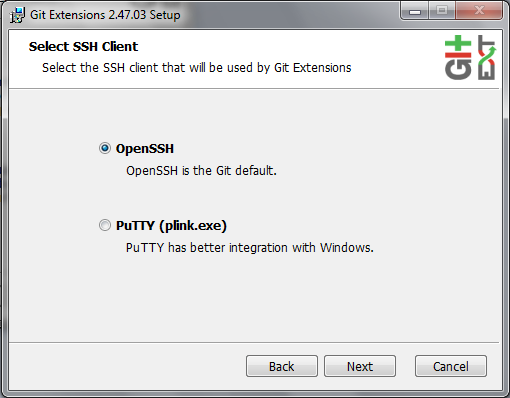 Git Extensions 2.47.03 Setup
Select SSH Client
Select the SSH client that will be used by Git Extensions
GIT
EXT
OpenSSH
OpenSSH is the Git default.
PuTTY (plink.exe)
PuTTY has better integration with Windows.
Back
Next
Cancel